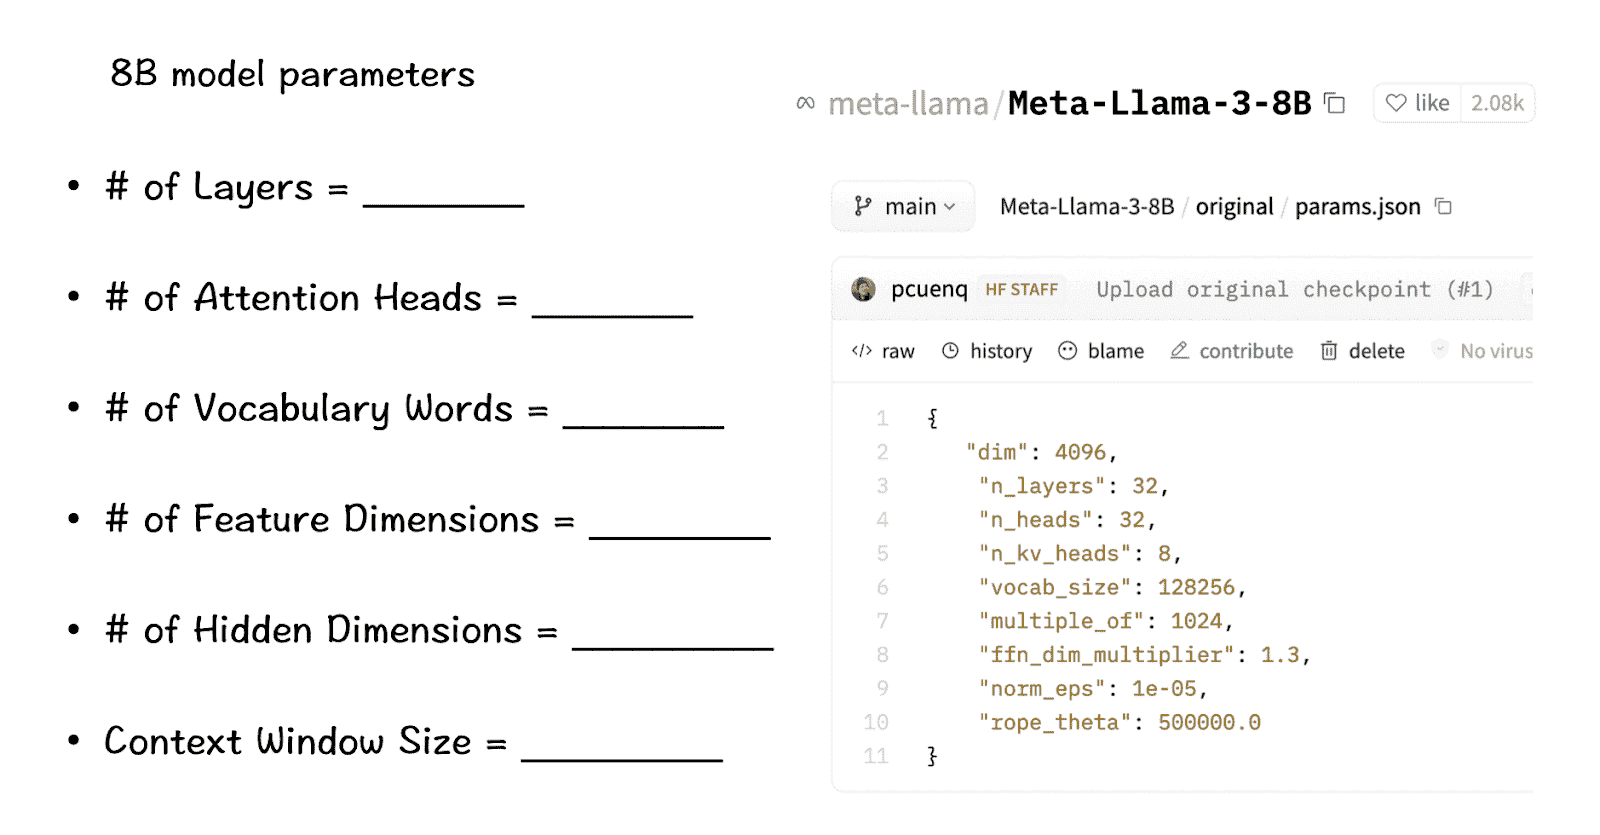 8B model parameters
• # of Layers = ________
• # of Attention Heads = ________
• # of Vocabulary Words = ________
• # of Feature Dimensions = _________
• # of Hidden Dimensions = __________
• Context Window Size = __________
meta-llama/Meta-Llama-3-8B like 2.08k
main Meta-Llama-3-8B / original / params.json
pcuenq HF STAFF Upload original checkpoint (#1)
</> raw history blame contribute delete No virus
1 {
2 "dim": 4096,
3 "n_layers": 32,
4 "n_heads": 32,
5 "n_kv_heads": 8,
6 "vocab_size": 128256,
7 "multiple_of": 1024,
8 "ffn_dim_multiplier": 1.3,
9 "norm_eps": 1e-05,
10 "rope_theta": 500000.0
11 }